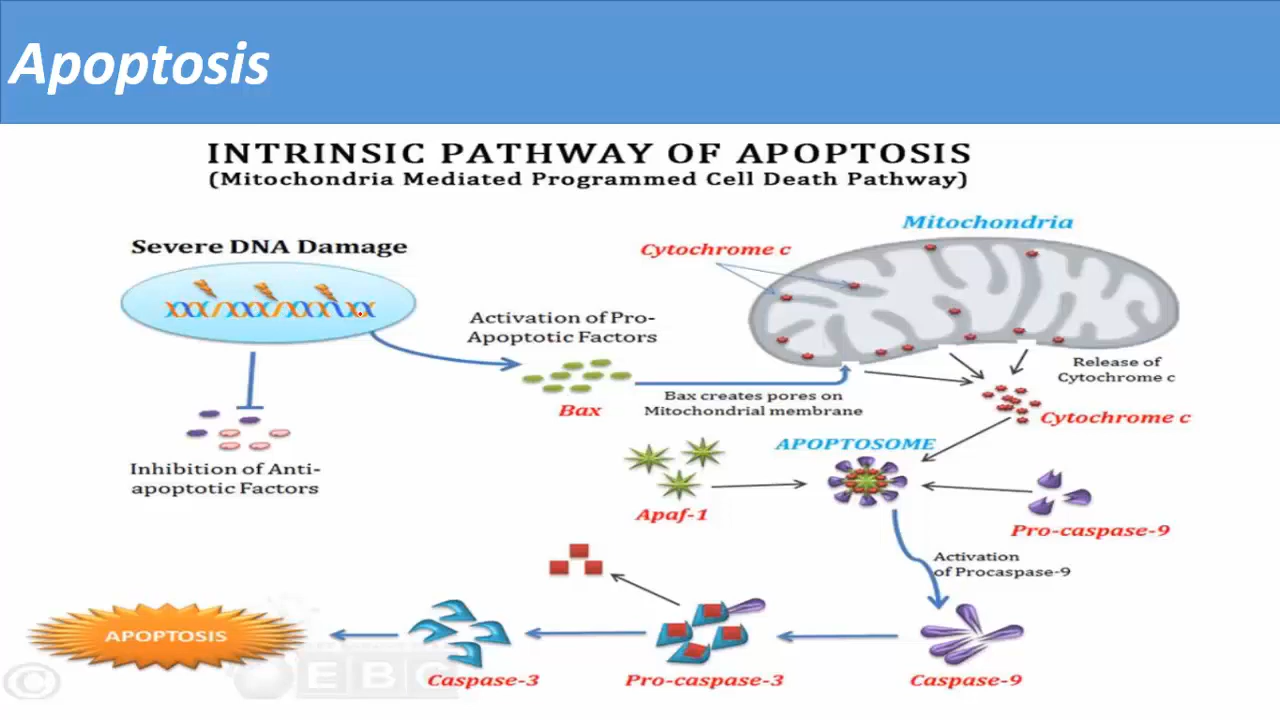 Apoptosis
INTRINSIC PATHWAY OF APOPTOSIS
(Mitochondria Mediated Programmed Cell Death Pathway)
Severe DNA Damage
Mitochondria
Cytochrome c
Activation of Pro-
Apoptotic Factors
Bax
Bax creates pores on
Mitochondrial membrane
Release of
Cytochrome c
Cytochrome c
Inhibition of Anti-
apoptotic Factors
APOPTOSOME
Apaf-1
Pro-caspase-9
Activation
of Procaspase-9
APOPTOSIS
Caspase-3
Pro-caspase-3
Caspase-9
© EBC